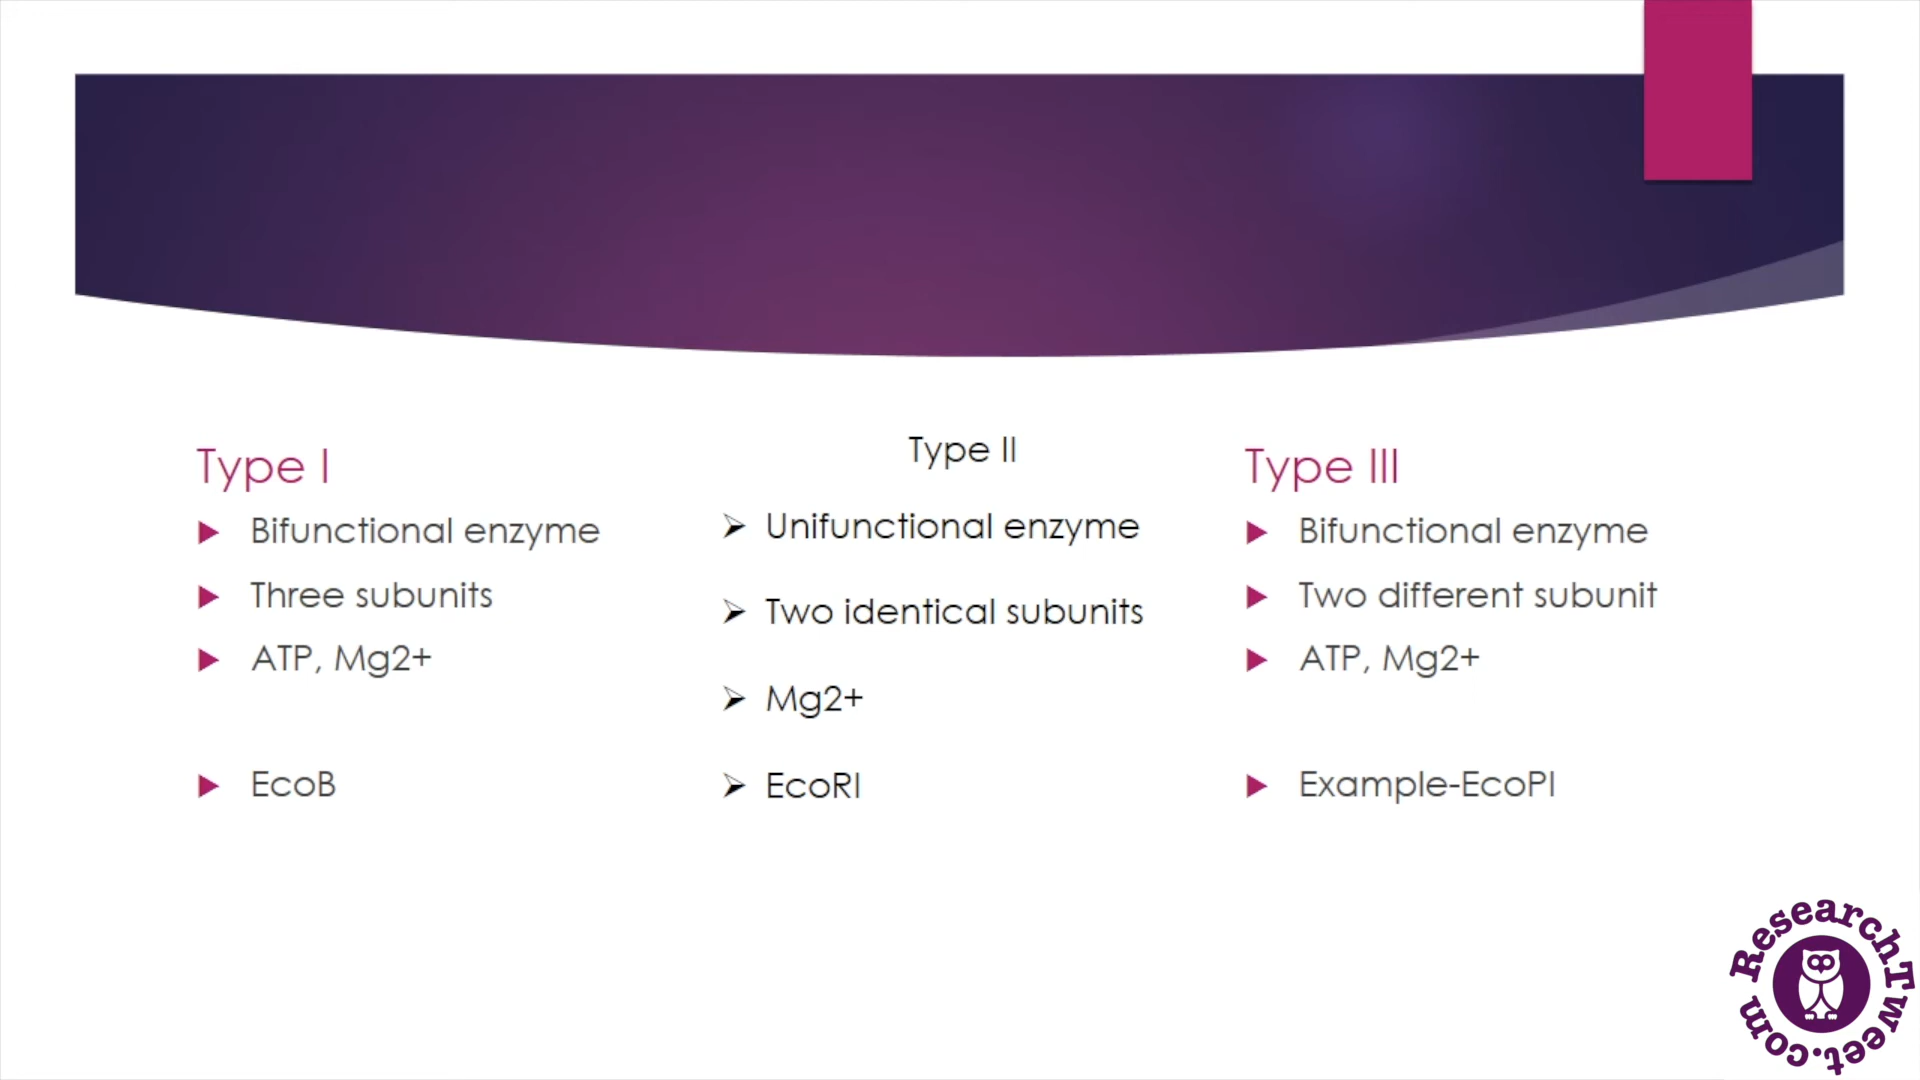 Type I
Bifunctional enzyme
Three subunits
ATP, Mg2+
EcoB
Type II
Unifunctional enzyme
Two identical subunits
Mg2+
EcoRI
Type III
Bifunctional enzyme
Two different subunit
ATP, Mg2+
Example-EcoPI
ResearchTweet.com